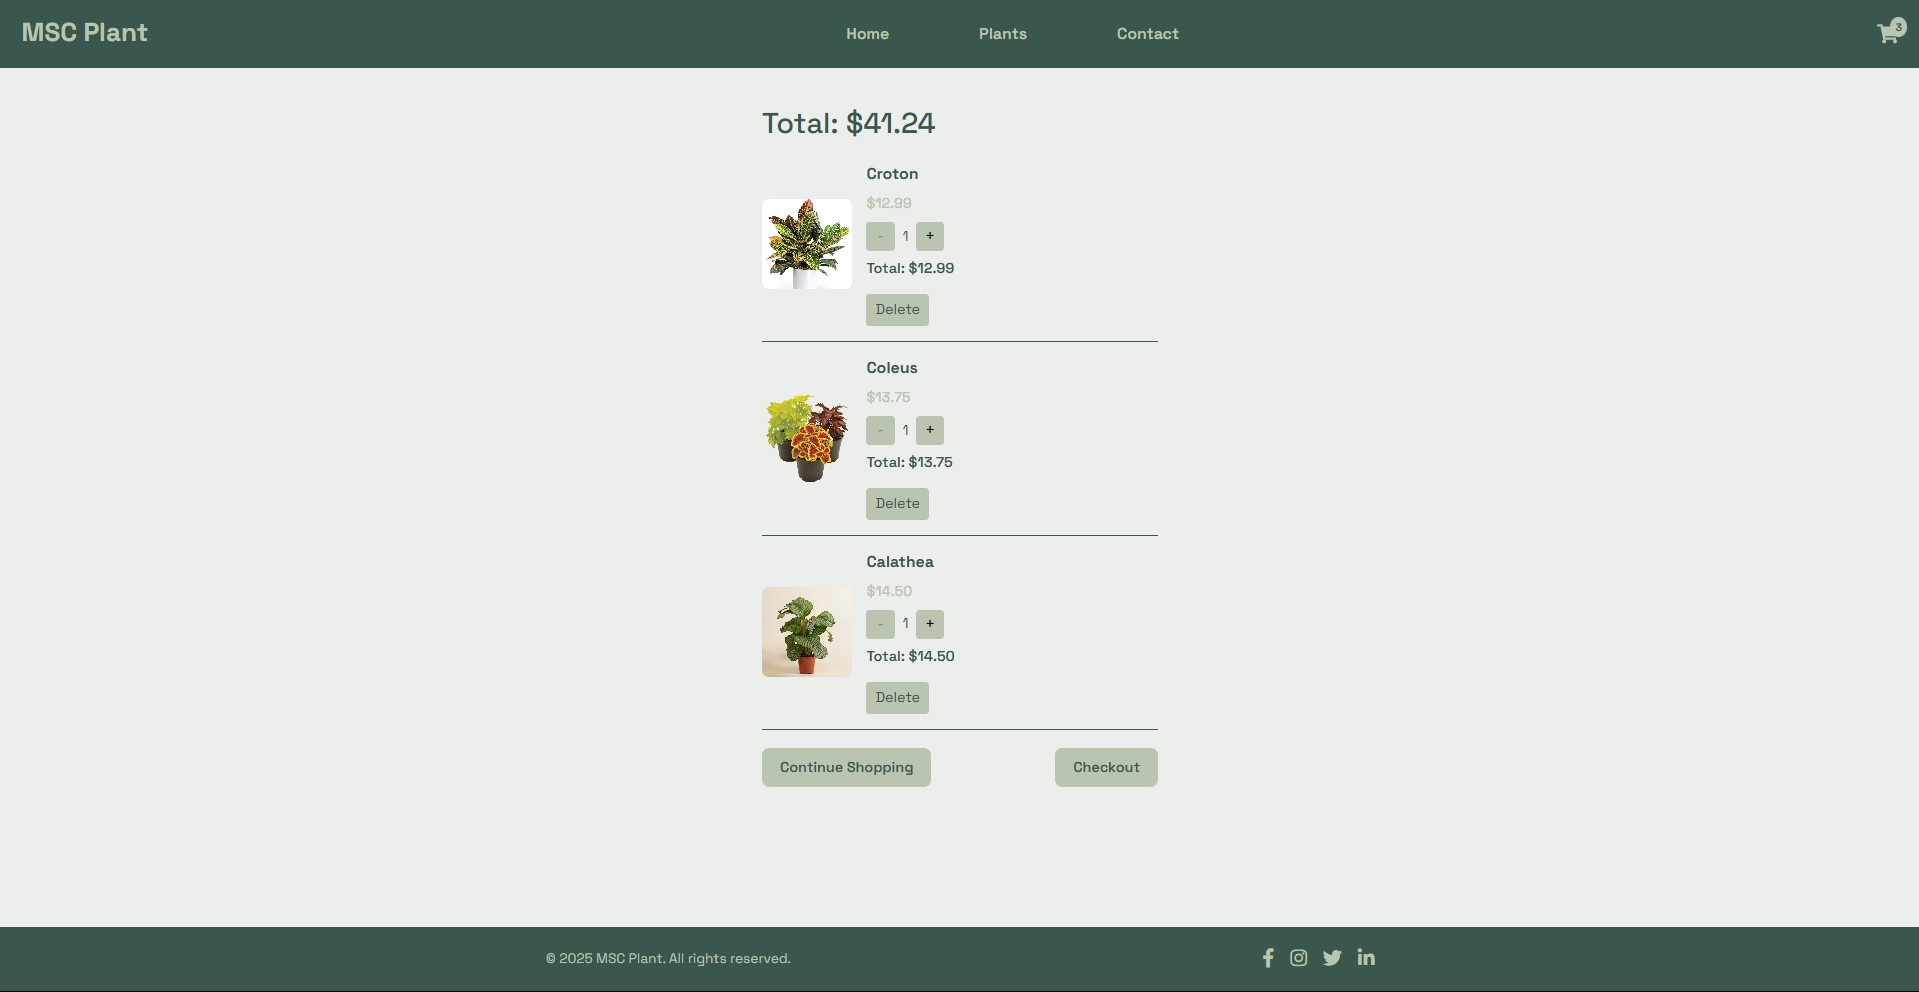 MSC Plant
Home Plants Contact
3
Total: $41.24
Croton
$12.99
- 1 +
Total: $12.99
Delete
Coleus
$13.75
- 1 +
Total: $13.75
Delete
Calathea
$14.50
- 1 +
Total: $14.50
Delete
Continue Shopping Checkout
© 2025 MSC Plant. All rights reserved.